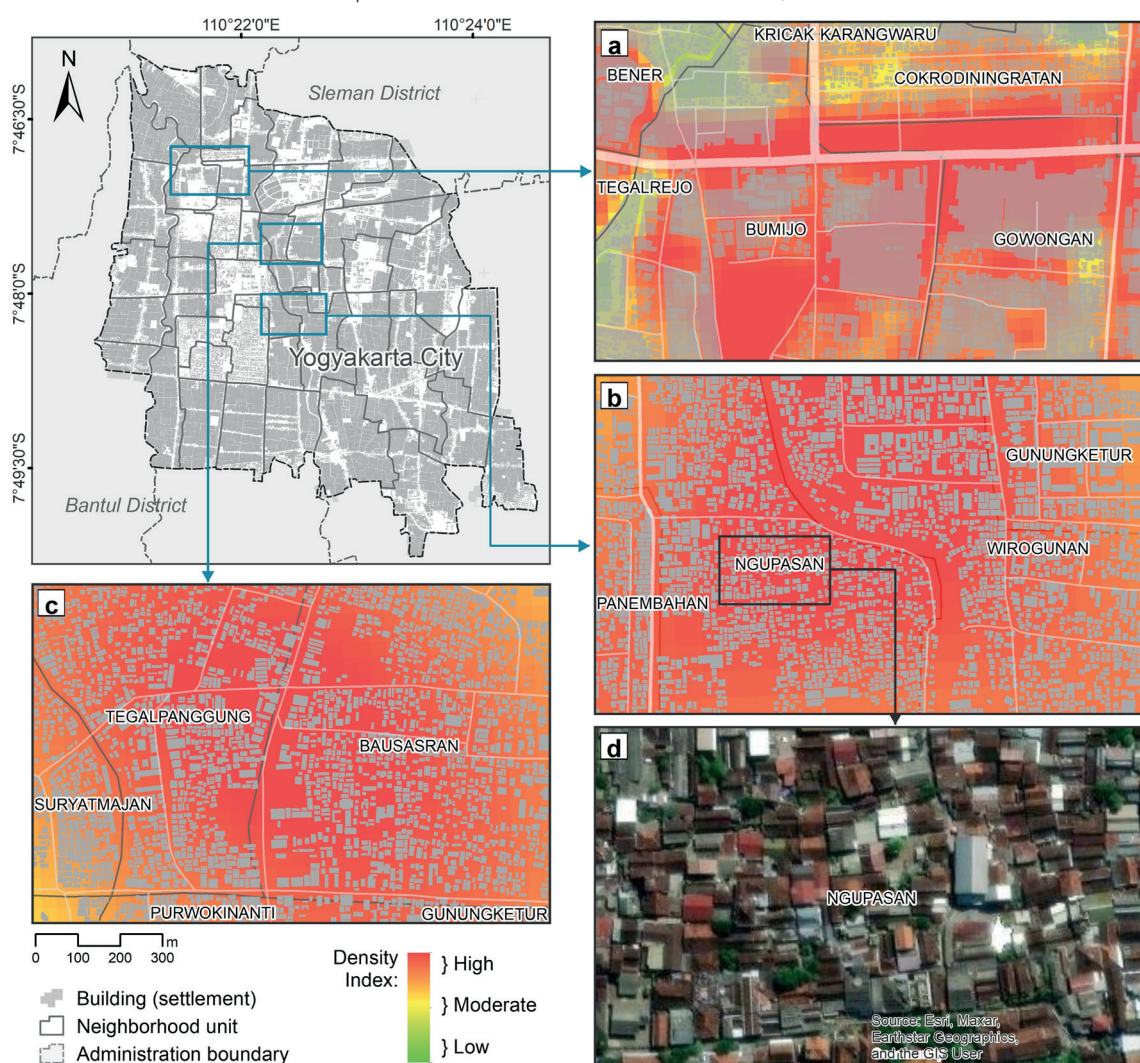 110°22'0"E
110°24'0"E
N
Sleman District
7°46'30"S
7°48'0"S
7°49'30"S
Yogyakarta City
Bantul District
a
KRICAK KARANGWARU
BENER
COKRODININGRATAN
TEGALREJO
BUMIJO
GOWONGAN
b
GUNUNGKETUR
NGUPASAN
WIROGUNAN
PANEMBAHAN
c
TEGALPANGGUNG
BAUSASRAN
SURYATMAJAN
PURWOKINANTI
GUNUNGKETUR
d
NGUPASAN
Source: Esri, Maxar,
Earthstar Geographics,
and the GIS User
m
0 100 200 300
Building (settlement)
Neighborhood unit
Administration boundary
Density
Index:
} High
} Moderate
} Low